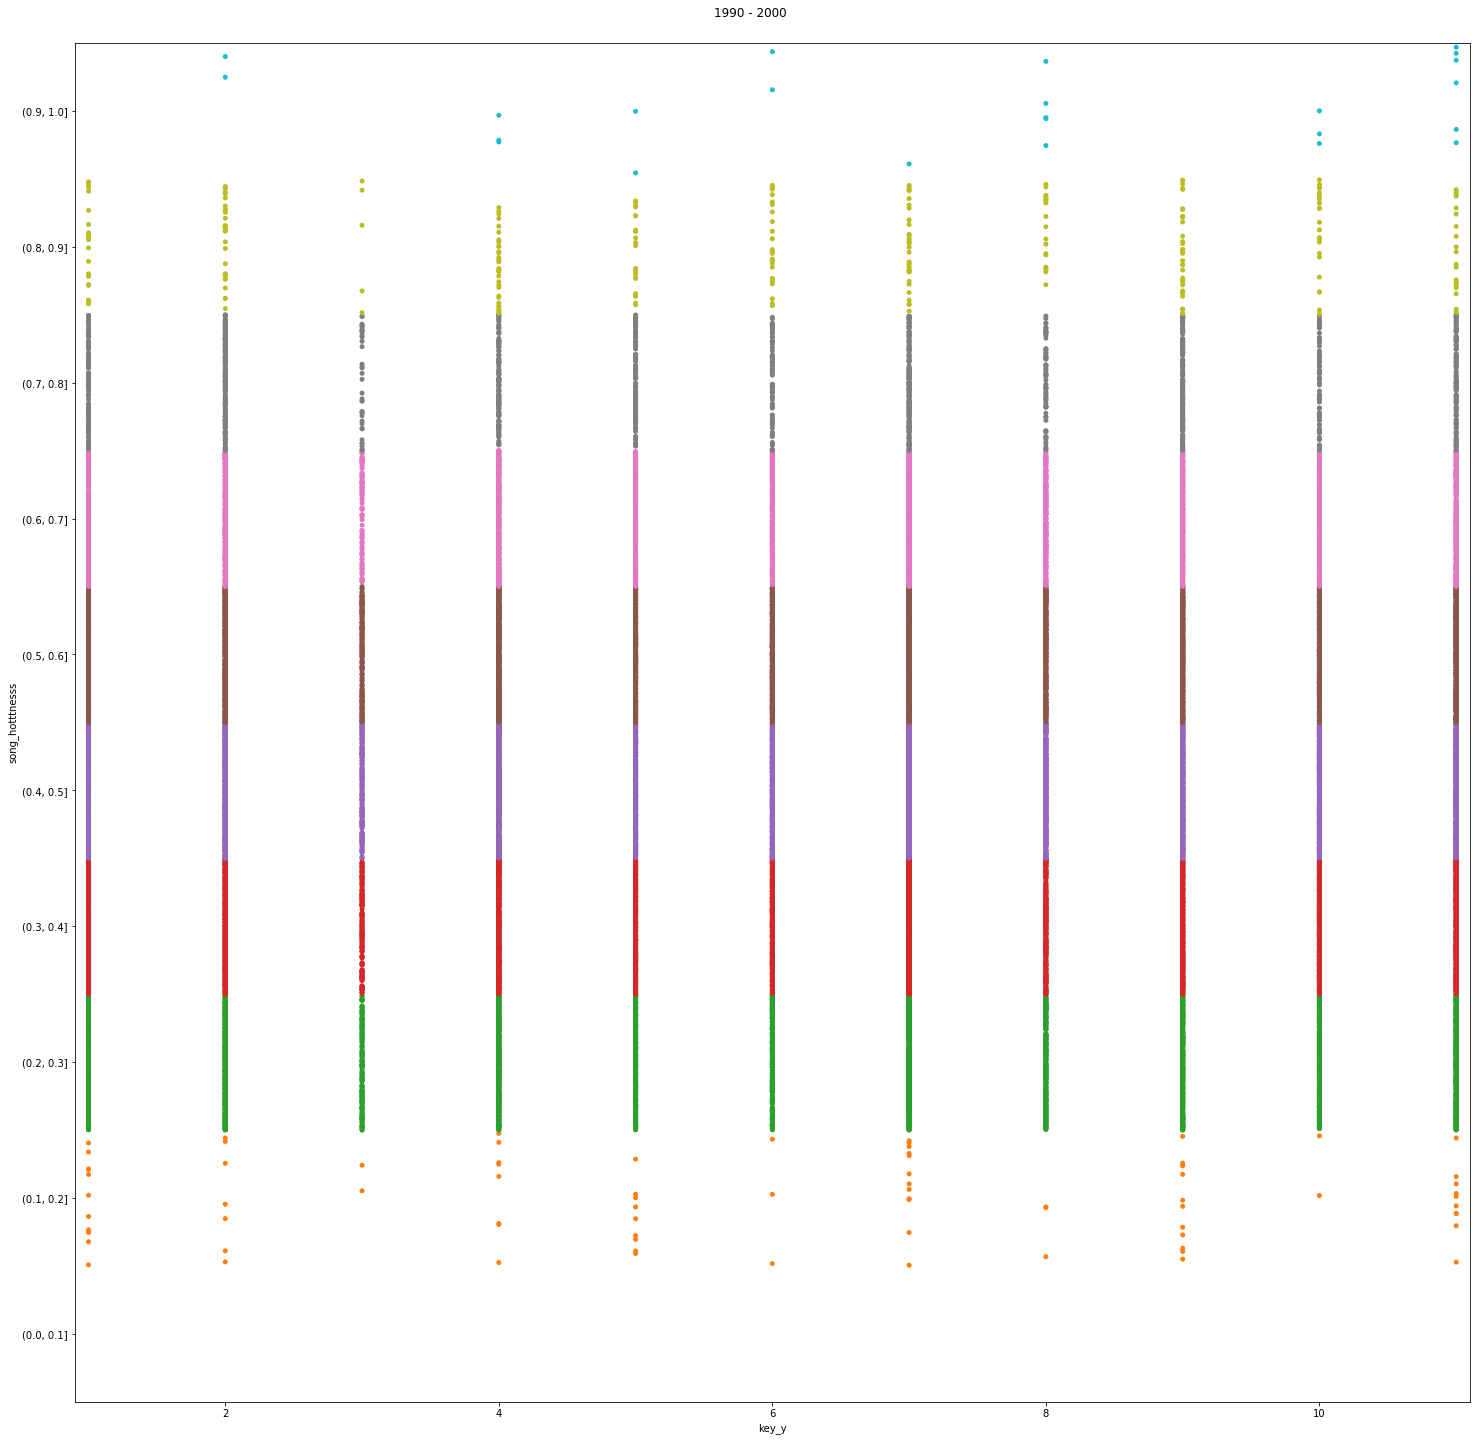 1990 - 2000
(0.9, 1.0]
(0.8, 0.9]
(0.7, 0.8]
(0.6, 0.7]
(0.5, 0.6]
song_hotttnesss
(0.4, 0.5]
(0.3, 0.4]
(0.2, 0.3]
(0.1, 0.2]
(0.0, 0.1]
2 4 6 8 10
key_y